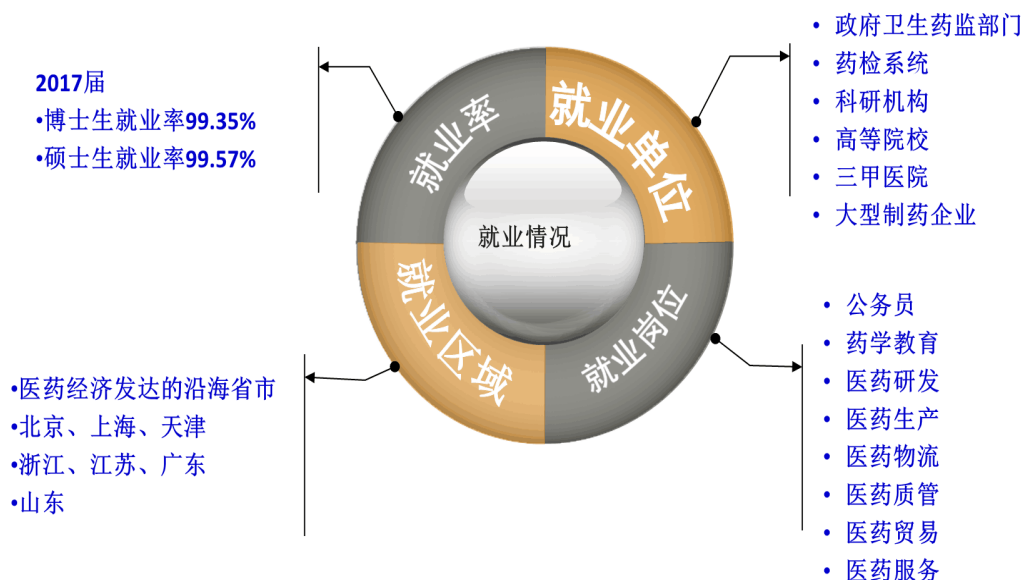 2017届
•博士生就业率99.35%
•硕士生就业率99.57%
就业率
就业单位
• 政府卫生药监部门
• 药检系统
• 科研机构
• 高等院校
• 三甲医院
• 大型制药企业
就业情况
就业区域
•医药经济发达的沿海省市
•北京、上海、天津
•浙江、江苏、广东
•山东
就业岗位
• 公务员
• 药学教育
• 医药研发
• 医药生产
• 医药物流
• 医药质管
• 医药贸易
• 医药服务